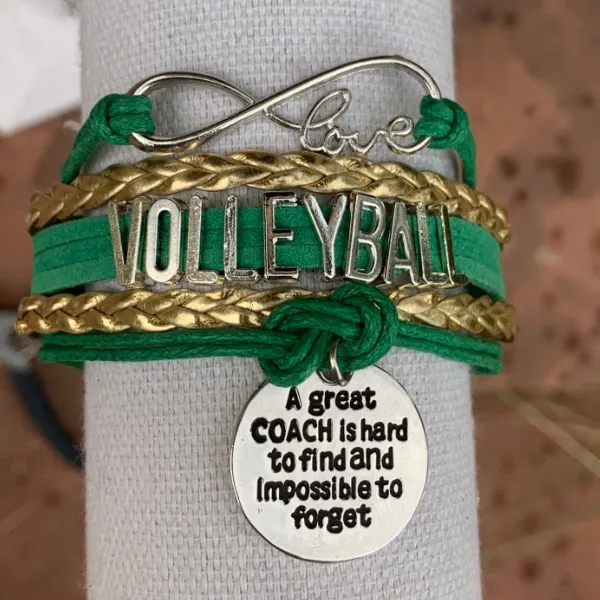 love
VOLLEYBALL
A great
COACH is hard
to find and
impossible to
forget